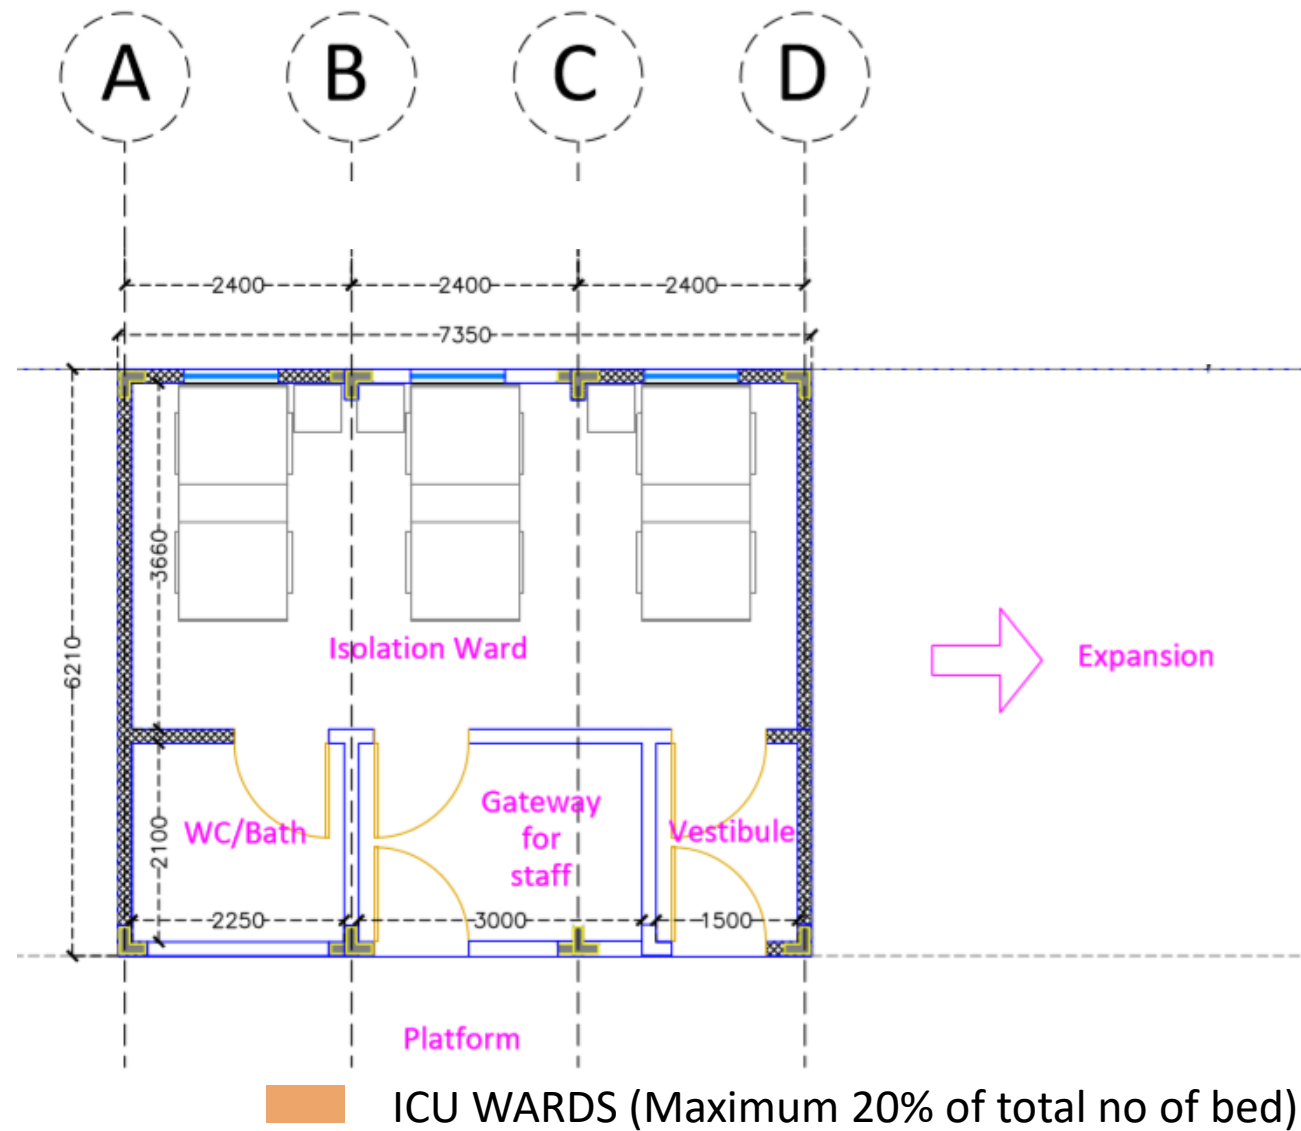 A B C D
2400 2400 2400
7350
3660
6210
Isolation Ward
Expansion
WC/Bath
Gateway
for
staff
Vestibule
2100
2250 3000 1500
Platform
ICU WARDS (Maximum 20% of total no of bed)